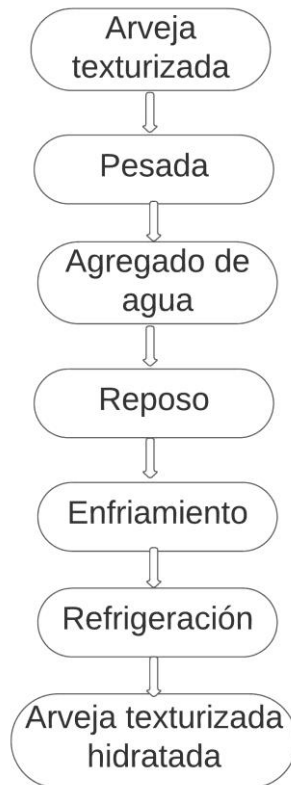 Arveja
texturizada
Pesada
Agregado de
agua
Reposo
Enfriamiento
Refrigeración
Arveja texturizada
hidratada